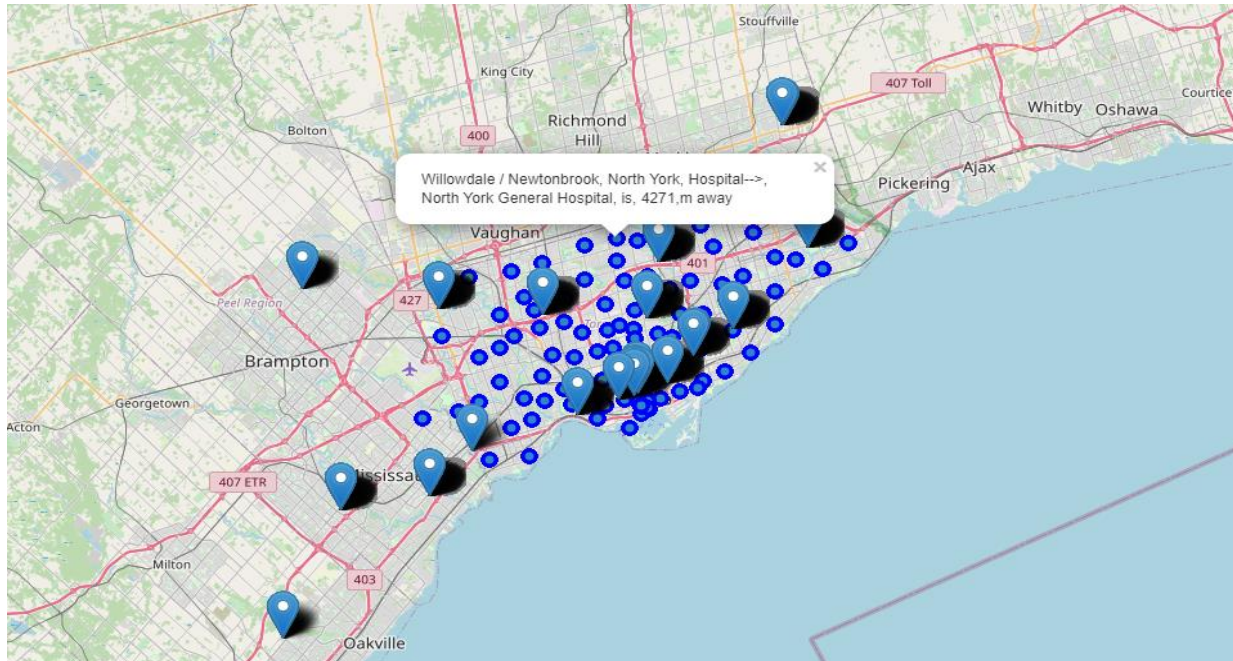 Stouffville
407 Toll
Courtice
King City
Whitby
Oshawa
Richmond
Hill
Bolton
400
Ajax
Pickering
×
Willowdale / Newtonbrook, North York, Hospital-->,
North York General Hospital, is, 4271,m away
Vaughan
401
427
Peel Region
Brampton
Georgetown
Acton
407 ETR
Milton
403
Oakville